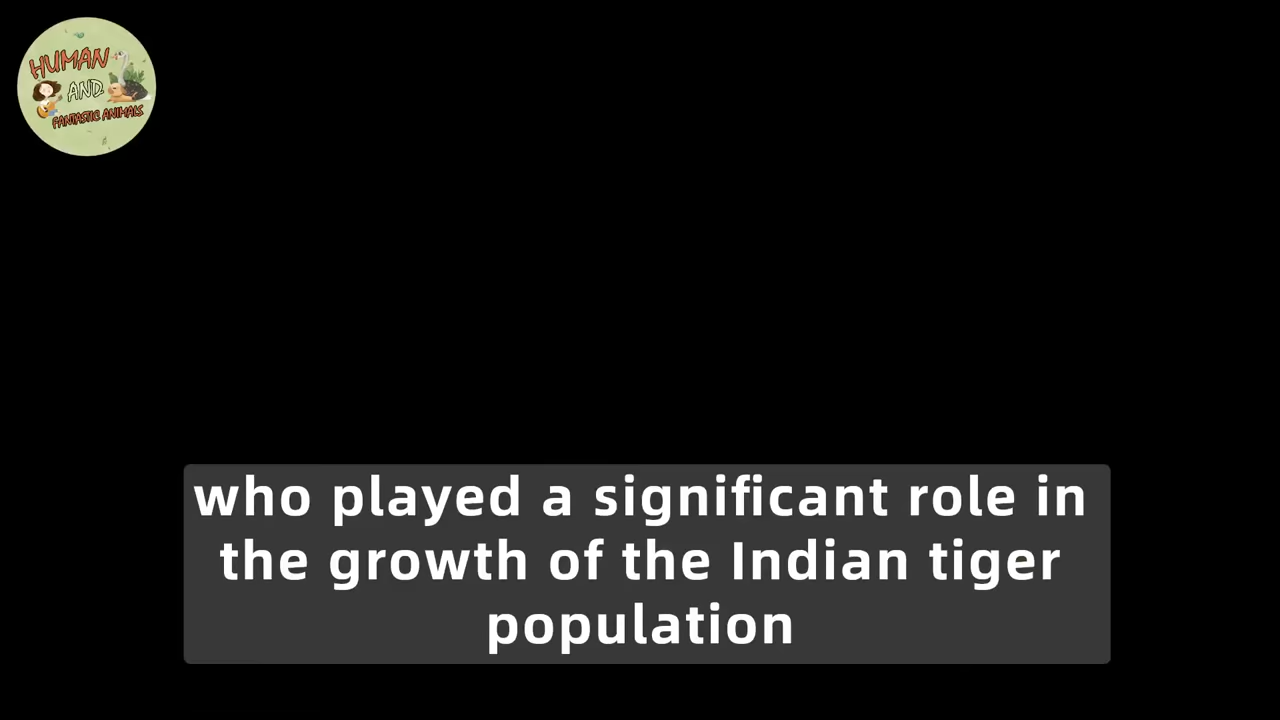 HUMAN
AND
FANTASTIC ANIMALS
who played a significant role in
the growth of the Indian tiger
population